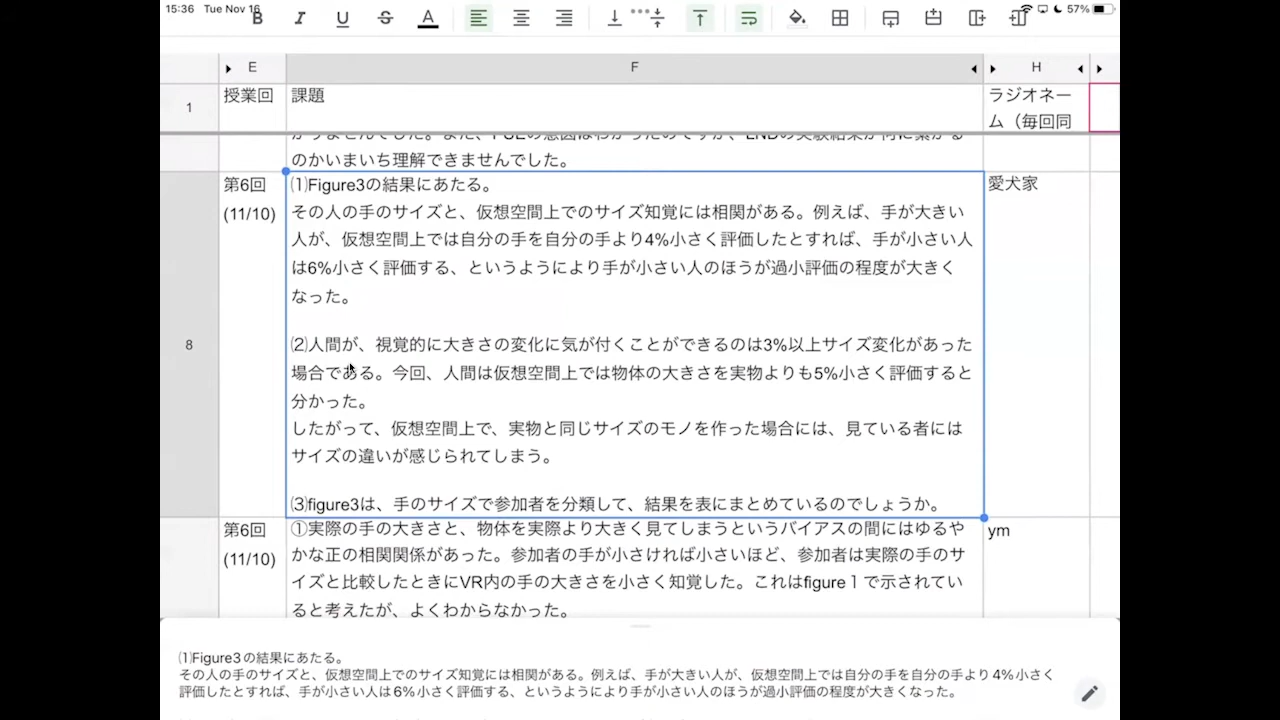 15:36 Tue Nov 16
57%
B I U S A
E F H
1 授業回 課題 ラジオネー
ム（毎回同
のかいまいち理解できませんでした。
8
第6回
(11/10)
⑴Figure3の結果にあたる。
その人の手のサイズと、仮想空間上でのサイズ知覚には相関がある。例えば、手が大きい
人が、仮想空間上では自分の手を自分の手より4%小さく評価したとすれば、手が小さい人
は6%小さく評価する、というようにより手が小さい人のほうが過小評価の程度が大きく
なった。
⑵人間が、視覚的に大きさの変化に気が付くことができるのは3%以上サイズ変化があった
場合である。今回、人間は仮想空間上では物体の大きさを実物よりも5%小さく評価すると
分かった。
したがって、仮想空間上で、実物と同じサイズのモノを作った場合には、見ている者には
サイズの違いが感じられてしまう。
⑶figure3は、手のサイズで参加者を分類して、結果を表にまとめているのでしょうか。
愛犬家
第6回
(11/10)
①実際の手の大きさと、物体を実際より大きく見てしまうというバイアスの間にはゆるや
かな正の相関関係があった。参加者の手が小さければ小さいほど、参加者は実際の手のサ
イズと比較したときにVR内の手の大きさを小さく知覚した。これはfigure１で示されてい
ると考えたが、よくわからなかった。
ym
⑴Figure3の結果にあたる。
その人の手のサイズと、仮想空間上でのサイズ知覚には相関がある。例えば、手が大きい人が、仮想空間上では自分の手を自分の手より4%小さく
評価したとすれば、手が小さい人は6%小さく評価する、というようにより手が小さい人のほうが過小評価の程度が大きくなった。